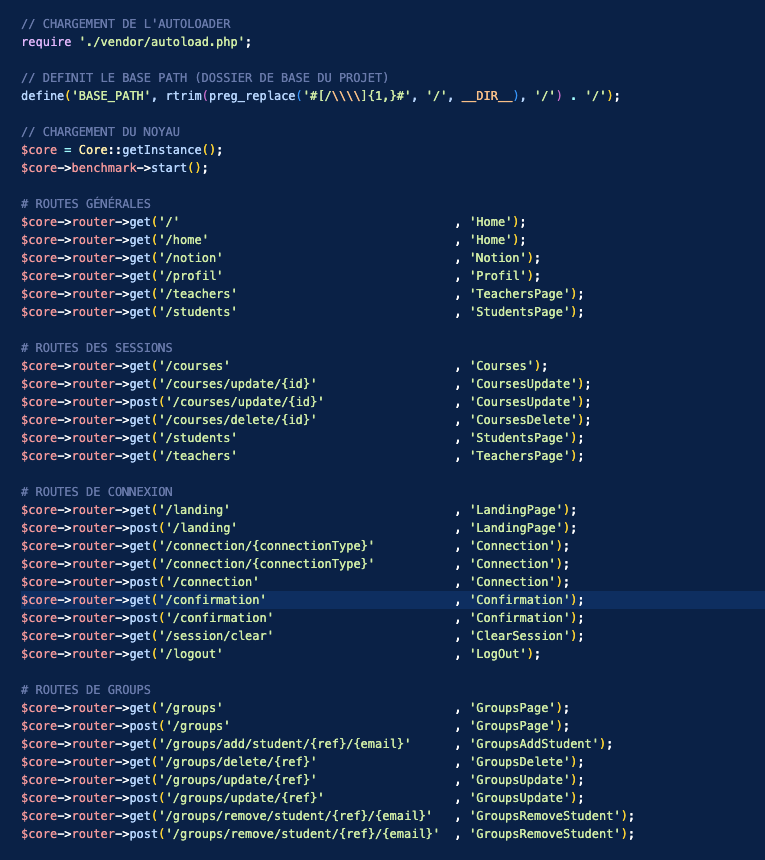 // CHARGEMENT DE L'AUTOLOADER
require './vendor/autoload.php';
// DEFINIT LE BASE PATH (DOSSIER DE BASE DU PROJET)
define('BASE_PATH', rtrim(preg_replace('#[/\\\\]{1,}#', '/', __DIR__), '/') . '/');
// CHARGEMENT DU NOYAU
$core = Core::getInstance();
$core->benchmark->start();
# ROUTES GÉNÉRALES
$core->router->get('/' , 'Home');
$core->router->get('/home' , 'Home');
$core->router->get('/notion' , 'Notion');
$core->router->get('/profil' , 'Profil');
$core->router->get('/teachers' , 'TeachersPage');
$core->router->get('/students' , 'StudentsPage');
# ROUTES DES SESSIONS
$core->router->get('/courses' , 'Courses');
$core->router->get('/courses/update/{id}' , 'CoursesUpdate');
$core->router->post('/courses/update/{id}' , 'CoursesUpdate');
$core->router->get('/courses/delete/{id}' , 'CoursesDelete');
$core->router->get('/students' , 'StudentsPage');
$core->router->get('/teachers' , 'TeachersPage');
# ROUTES DE CONNEXION
$core->router->get('/landing' , 'LandingPage');
$core->router->post('/landing' , 'LandingPage');
$core->router->get('/connection/{connectionType}' , 'Connection');
$core->router->get('/connection/{connectionType}' , 'Connection');
$core->router->post('/connection' , 'Connection');
$core->router->get('/confirmation' , 'Confirmation');
$core->router->post('/confirmation' , 'Confirmation');
$core->router->get('/session/clear' , 'ClearSession');
$core->router->get('/logout' , 'LogOut');
# ROUTES DE GROUPS
$core->router->get('/groups' , 'GroupsPage');
$core->router->post('/groups' , 'GroupsPage');
$core->router->get('/groups/add/student/{ref}/{email}' , 'GroupsAddStudent');
$core->router->get('/groups/delete/{ref}' , 'GroupsDelete');
$core->router->get('/groups/update/{ref}' , 'GroupsUpdate');
$core->router->post('/groups/update/{ref}' , 'GroupsUpdate');
$core->router->get('/groups/remove/student/{ref}/{email}' , 'GroupsRemoveStudent');
$core->router->post('/groups/remove/student/{ref}/{email}' , 'GroupsRemoveStudent');